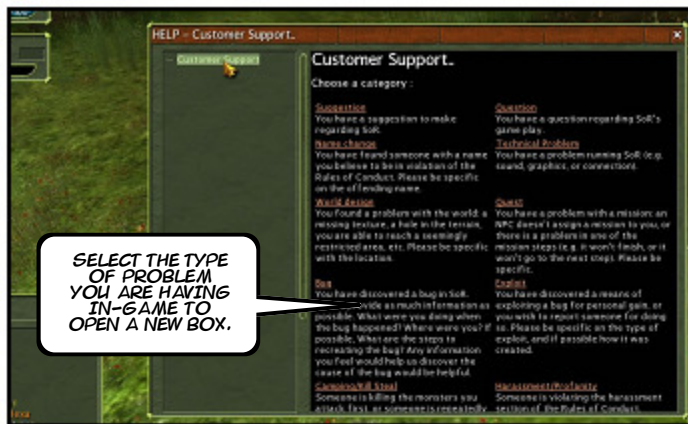 HELP - Customer Support..
Customer Support
Customer Support..
Choose a category :
Suggestion
You have a suggestion to make
regarding SoR.
Question
You have a question regarding SoR's
game play.
Name change
You have found someone with a name
you believe to be in violation of the
Rules of Conduct. Please be specific
on the offending name.
Technical Problem
You have a problem running SoR (e.g.
sound, graphics, or connection).
World design
You found a problem with the world: a
missing texture, a hole in the terrain,
you are able to reach a seemingly
restricted area, etc. Please be specific
with the location.
Quest
You have a problem with a mission: an
NPC doesn't assign a mission to you, or
there is a problem in one of the
mission steps (e.g. it won't finish, or it
won't go to the next step). Please be
specific.
SELECT THE TYPE
OF PROBLEM
YOU ARE HAVING
IN-GAME TO
OPEN A NEW BOX.
Bug
You have discovered a bug in SoR.
as much information as
possible. What were you doing when
the bug happened? Where were you? If
possible, What are the steps to
recreating the bug? Any information
you feel would help us discover the
cause of the bug would be helpful.
Exploit
You have discovered a means of
exploiting a bug for personal gain, or
you wish to report someone for doing
so. Please be specific on the type of
exploit, and if possible how it was
created.
Camping/Kill Steal
Someone is killing the monsters you
attack first, or someone is repeatedly
Harassment/Profanity
Someone is violating the harassment
section of the Rules of Conduct.